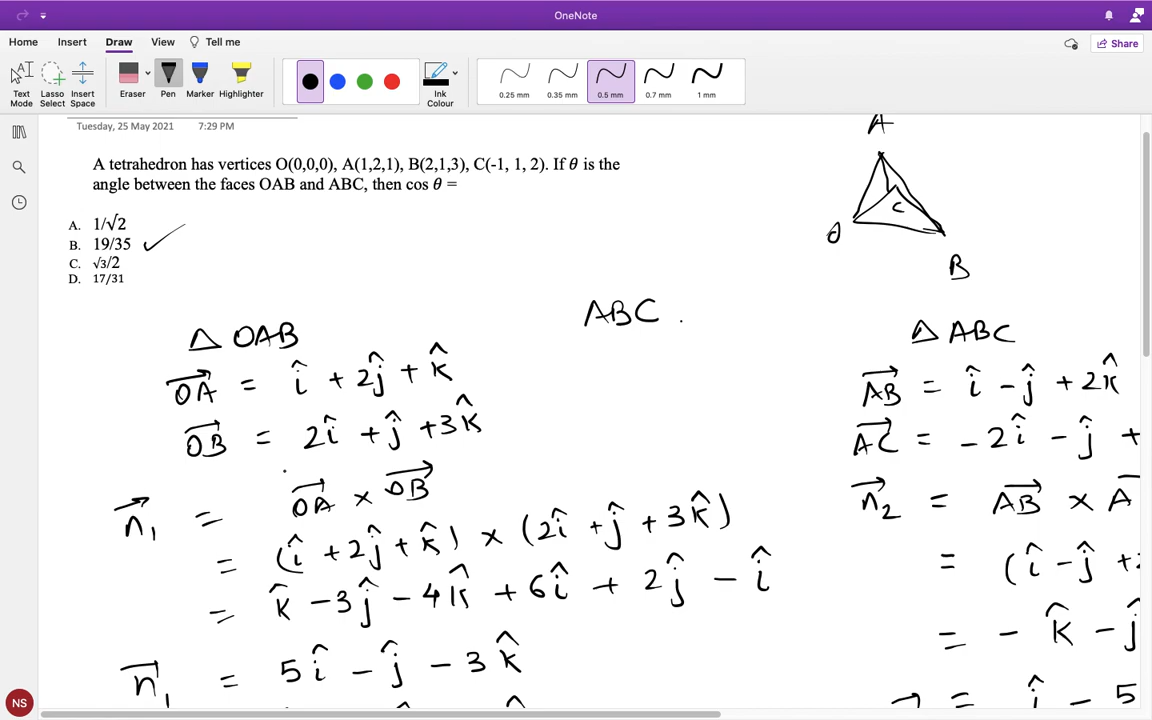 OneNote
Home Insert Draw View Tell me
Share
Text Mode
Lasso Select
Insert Space
Eraser
Pen
Marker
Highlighter
Ink Colour
0.25 mm
0.35 mm
0.5 mm
0.7 mm
1 mm
Tuesday, 25 May 2021 7:29 PM
A tetrahedron has vertices O(0,0,0), A(1,2,1), B(2,1,3), C(-1, 1, 2). If θ is the
angle between the faces OAB and ABC, then cos θ =
A. 1/√2
B. 19/35
C. √3/2
D. 17/31
A
C
O
B
△ OAB
OA⃗ = î + 2ĵ + k̂
OB⃗ = 2î + ĵ + 3k̂
n⃗₁ = OA⃗ × OB⃗
= (î + 2ĵ + k̂) × (2î + ĵ + 3k̂)
= k̂ - 3ĵ - 4k̂ + 6î + 2ĵ - î
n⃗₁ = 5î - ĵ - 3k̂
ABC .
△ ABC
AB⃗ = î - ĵ + 2k̂
AC⃗ = - 2î - ĵ +
n⃗₂ = AB⃗ × A
= (î - ĵ +
= - k̂ - ĵ
= î - 5
NS